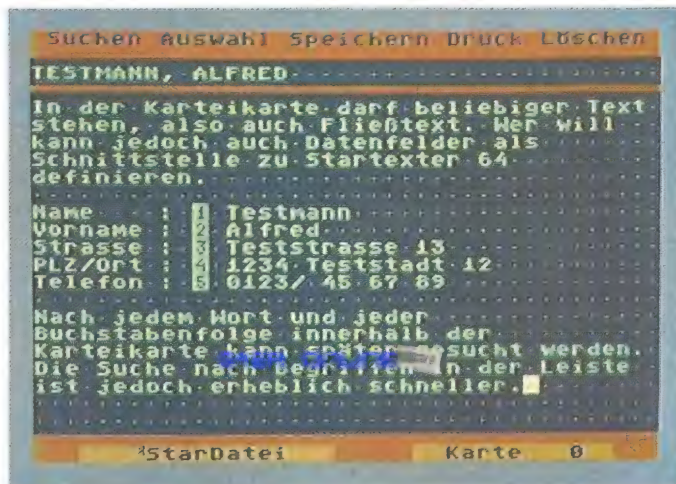 Suchen Auswahl Speichern Druck Löschen
TESTMANN, ALFRED
In der Karteikarte darf beliebiger Text
stehen, also auch Fließtext. Wer will
kann jedoch auch Datenfelder als
Schnittstelle zu Startexter 64
definieren.
Name : 1 Testmann
Vorname : 2 Alfred
Strasse : 3 Teststrasse 13
PLZ/Ort : 4 1234 Teststadt 12
Telefon : 5 0123/ 45 67 89
Nach jedem Wort und jeder
Buchstabenfolge innerhalb der
Karteikarte kann später gesucht werden.
Die Suche nach Begriffen in der Leiste
ist jedoch erheblich schneller.
*StarDatei Karte 0